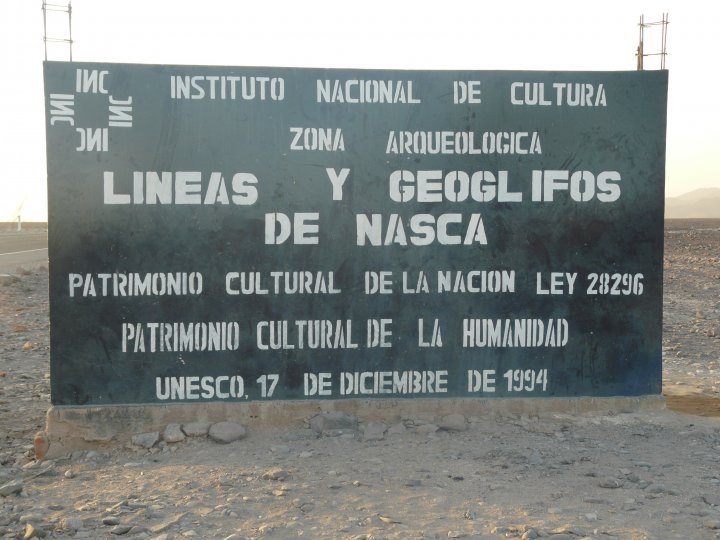 INC
INC
INC
INC
INSTITUTO NACIONAL DE CULTURA
ZONA ARQUEOLOGICA
LINEAS Y GEOGLIFOS
DE NASCA
PATRIMONIO CULTURAL DE LA NACION LEY 28296
PATRIMONIO CULTURAL DE LA HUMANIDAD
UNESCO, 17 DE DICIEMBRE DE 1994